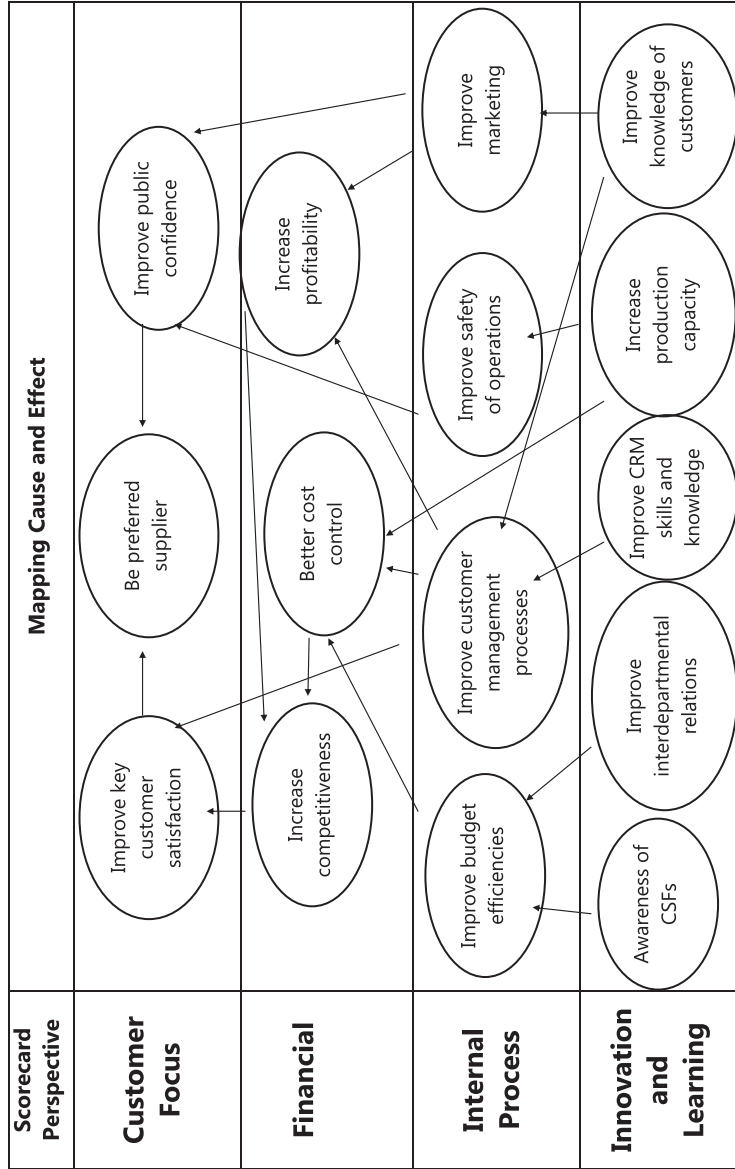 Scorecard
Perspective
Mapping Cause and Effect
Customer
Focus
Improve key
customer
satisfaction
Be preferred
supplier
Improve public
confidence
Financial
Increase
competitiveness
Better cost
control
Increase
profitability
Internal
Process
Improve budget
efficiencies
Improve customer
management
processes
Improve safety
of operations
Improve
marketing
Innovation
and
Learning
Awareness of
CSFs
Improve
interdepartmental
relations
Improve CRM
skills and
knowledge
Increase
production
capacity
Improve
knowledge of
customers